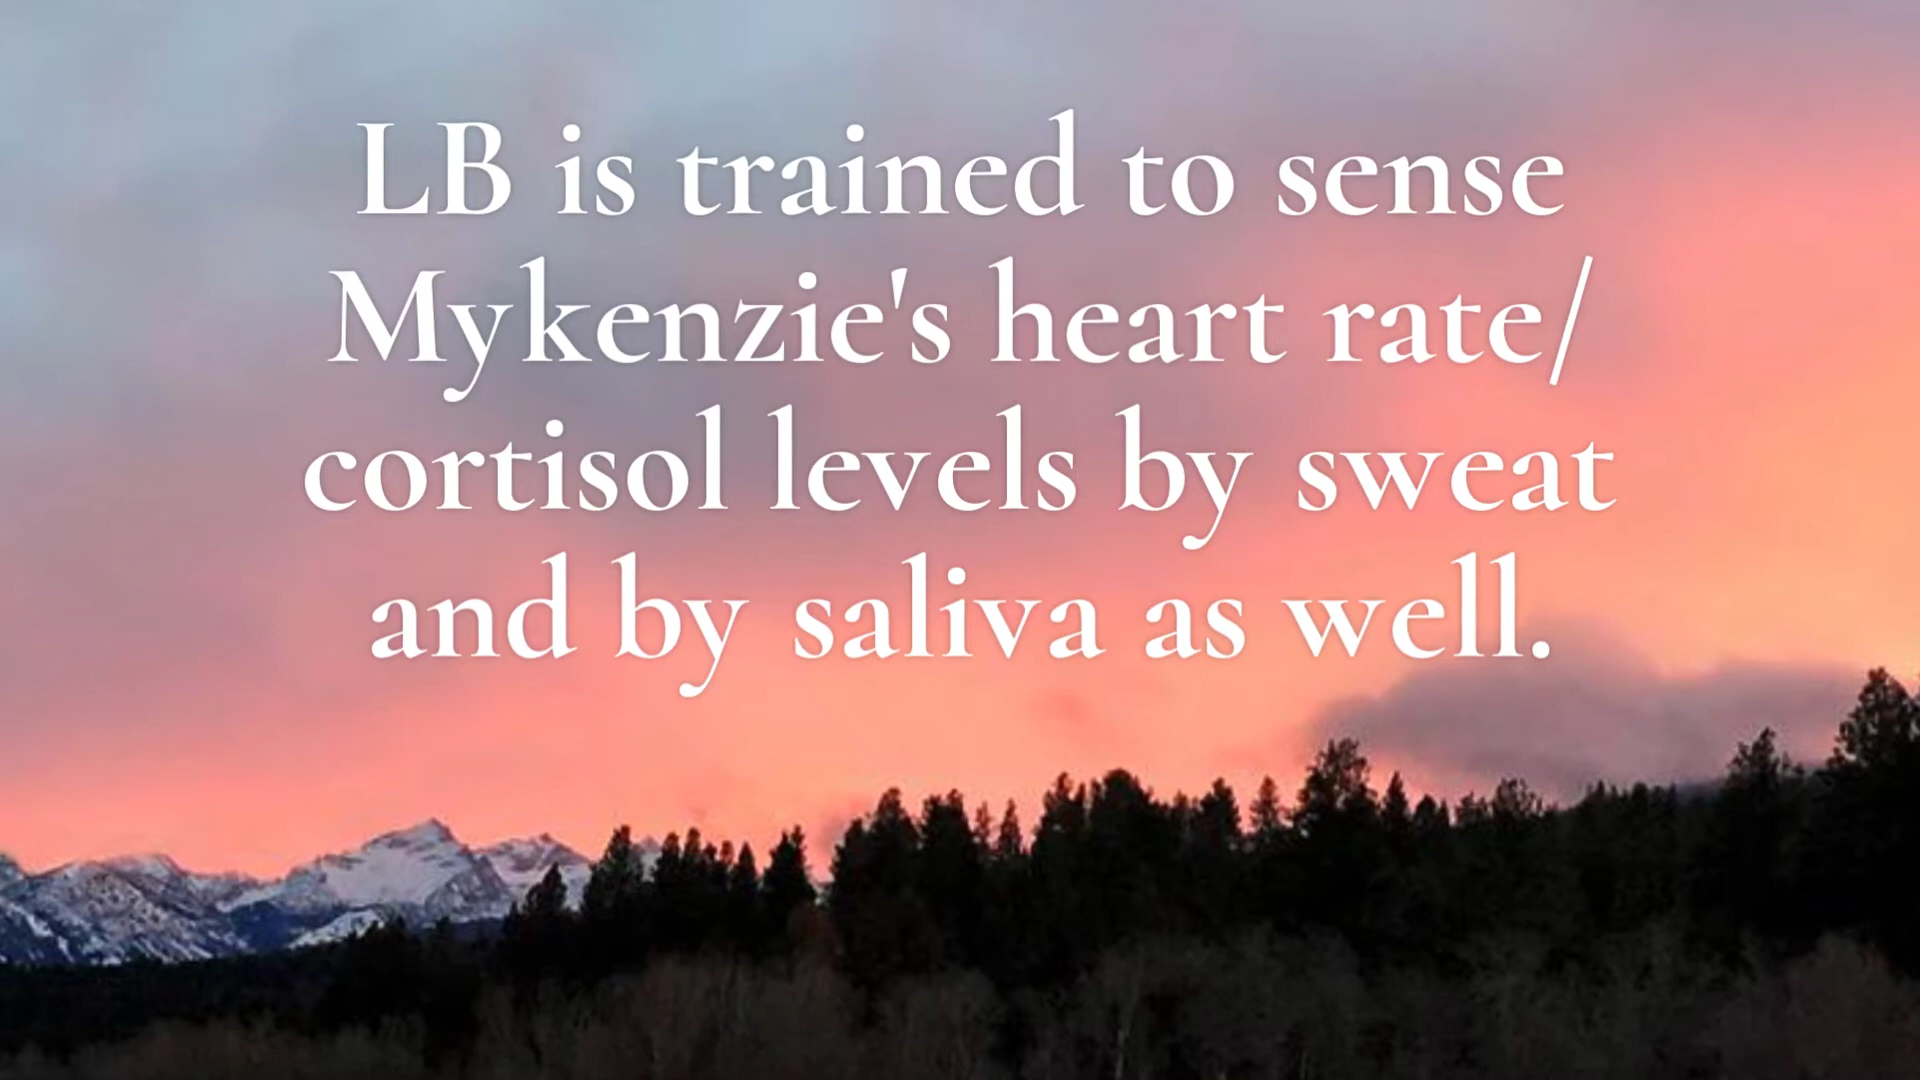 LB is trained to sense
Mykenzie's heart rate/
cortisol levels by sweat
and by saliva as well.